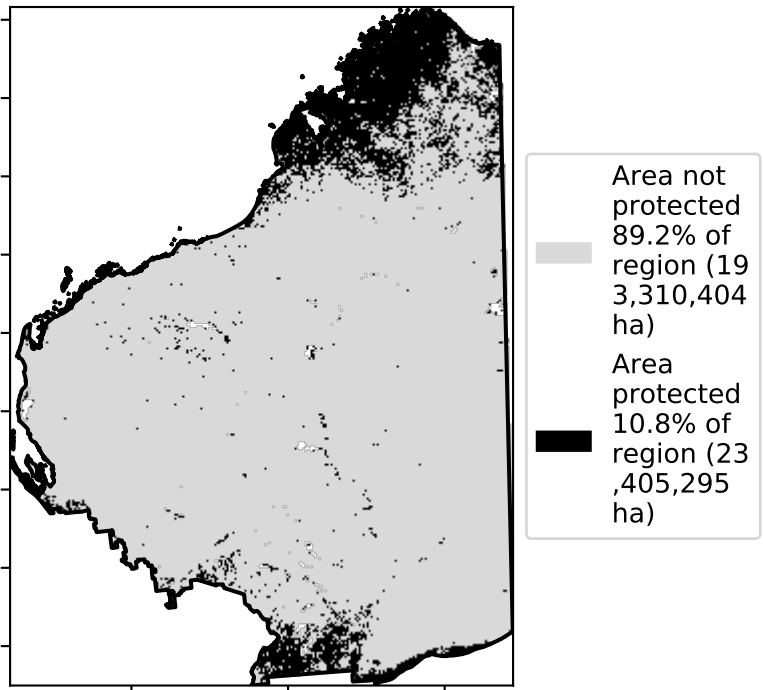 Area not
protected
89.2% of
region (19
3,310,404
ha)
Area
protected
10.8% of
region (23
,405,295
ha)